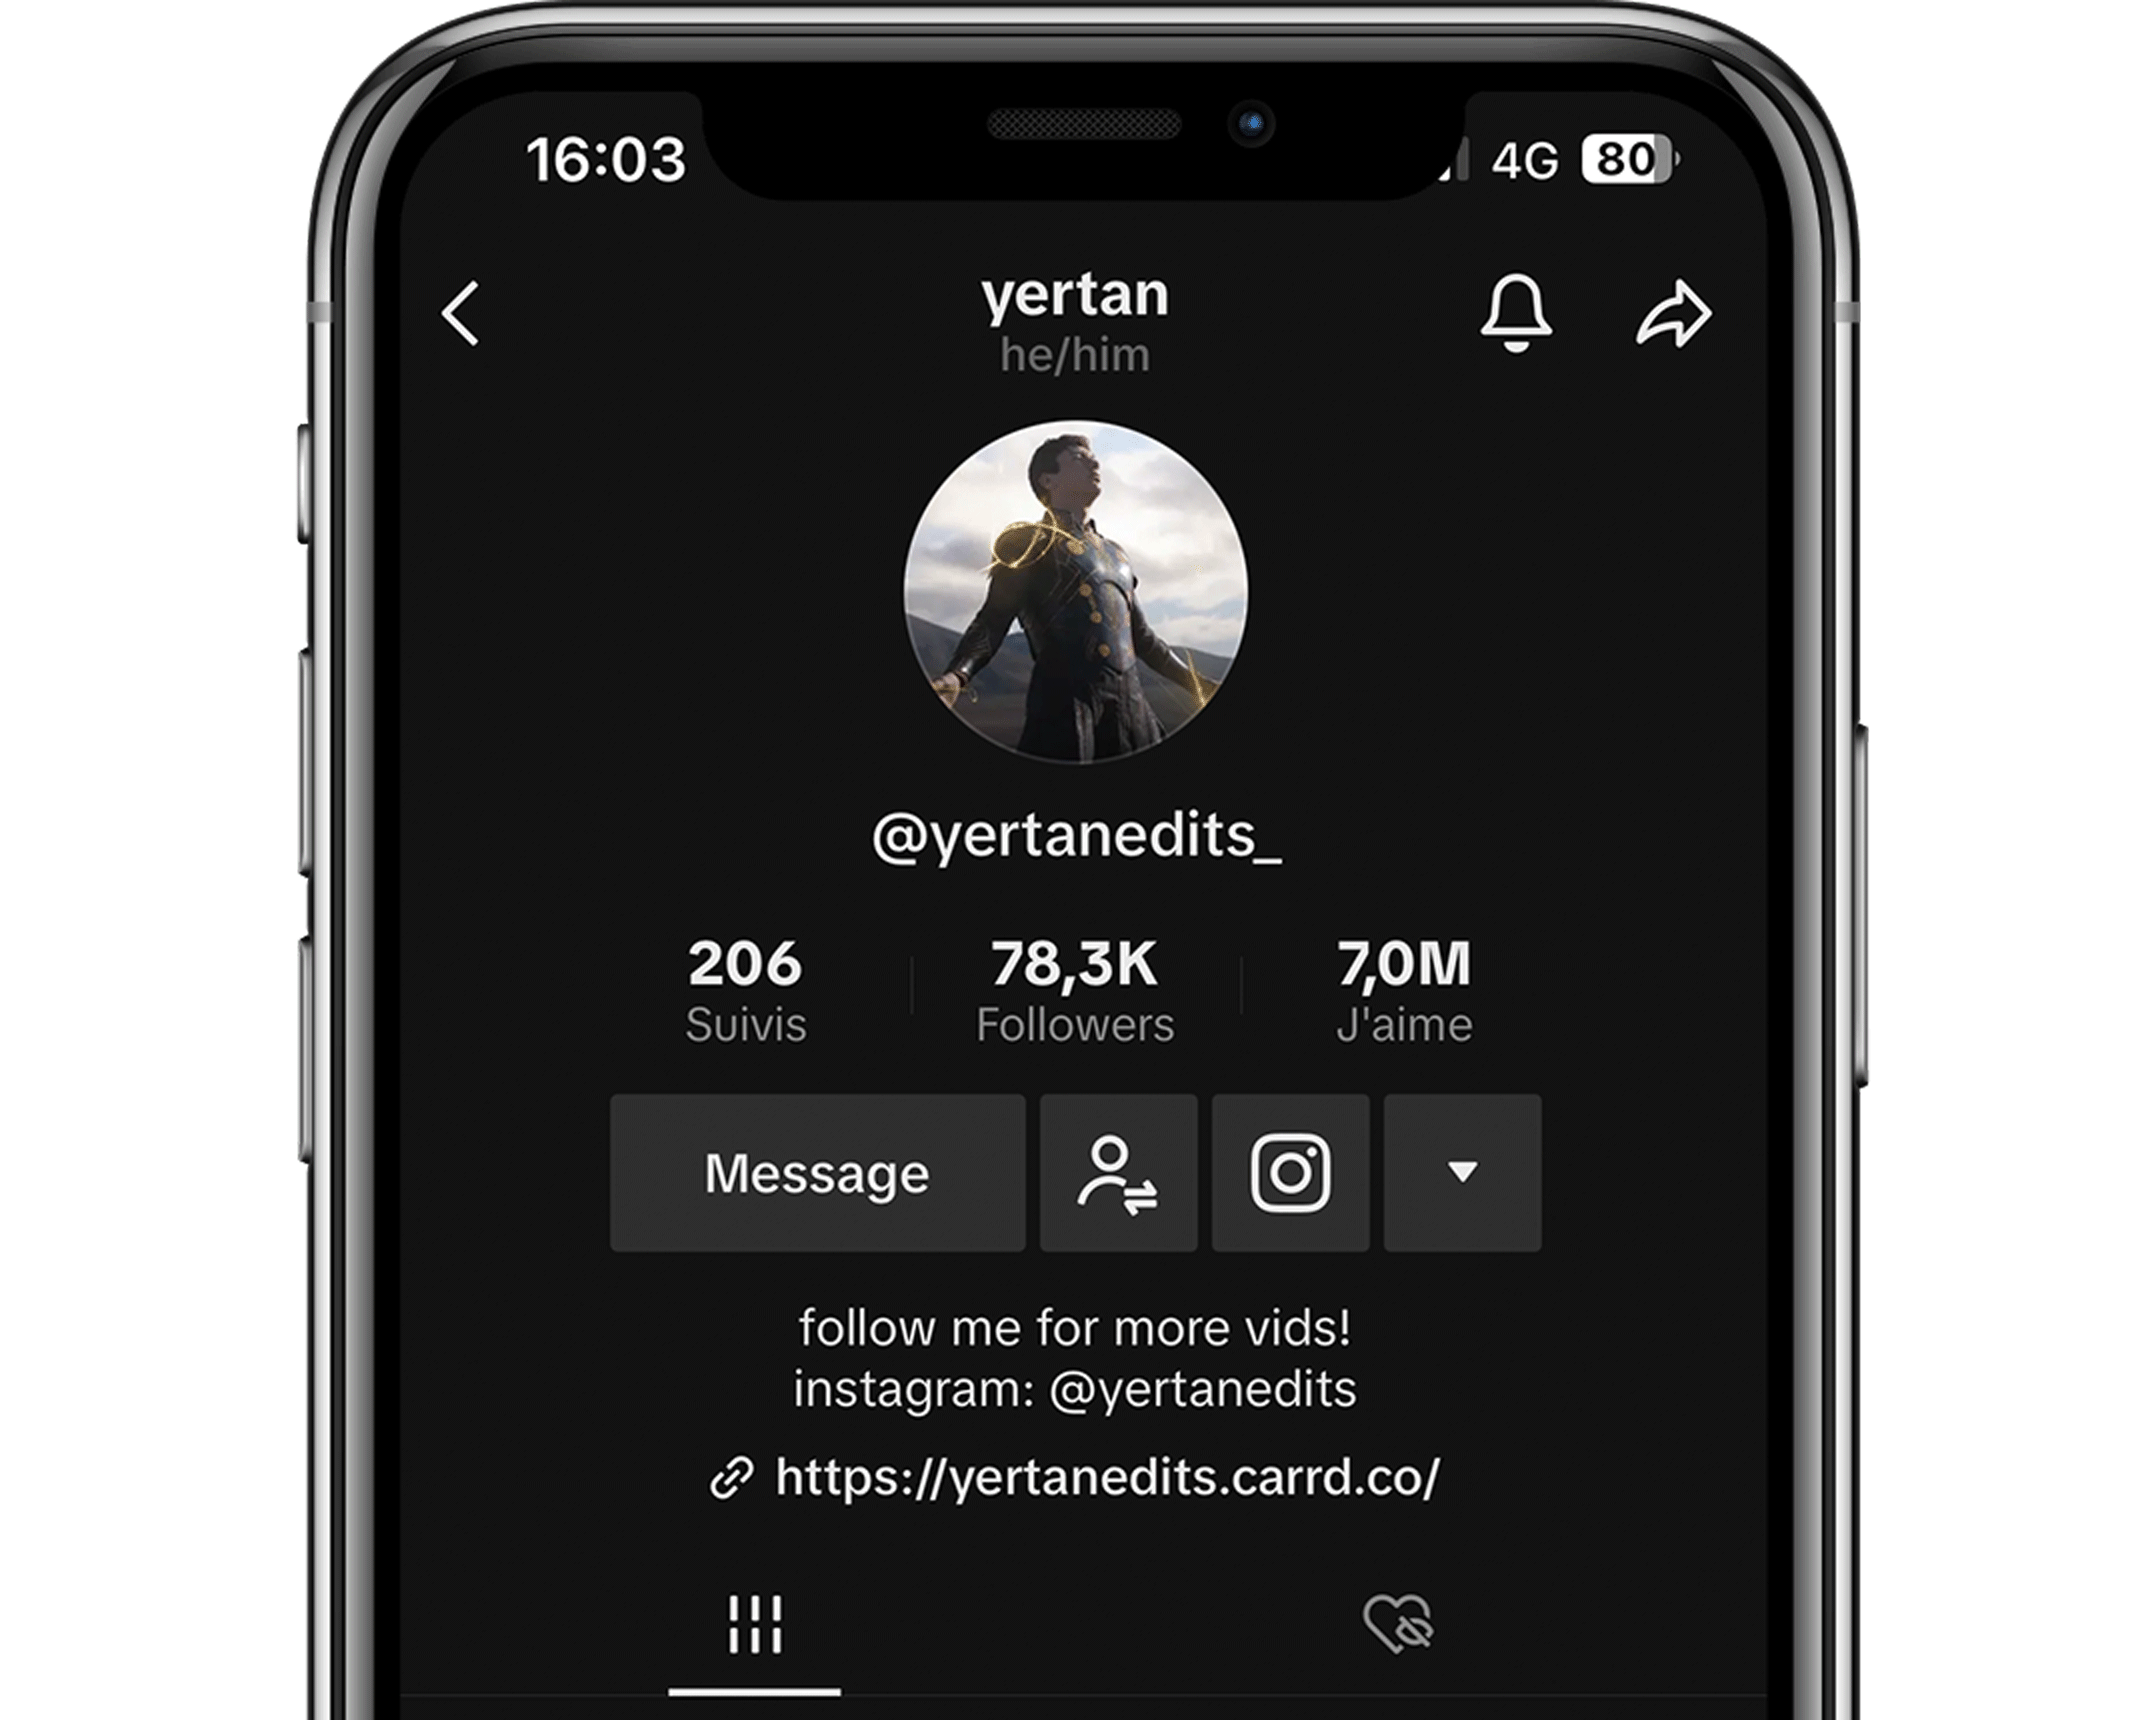 16:03 4G 80
yertan
he/him
@yertanedits_
206 78,3K 7,0M
Suivis Followers J'aime
Message
follow me for more vids!
instagram: @yertanedits
https://yertanedits.carrd.co/